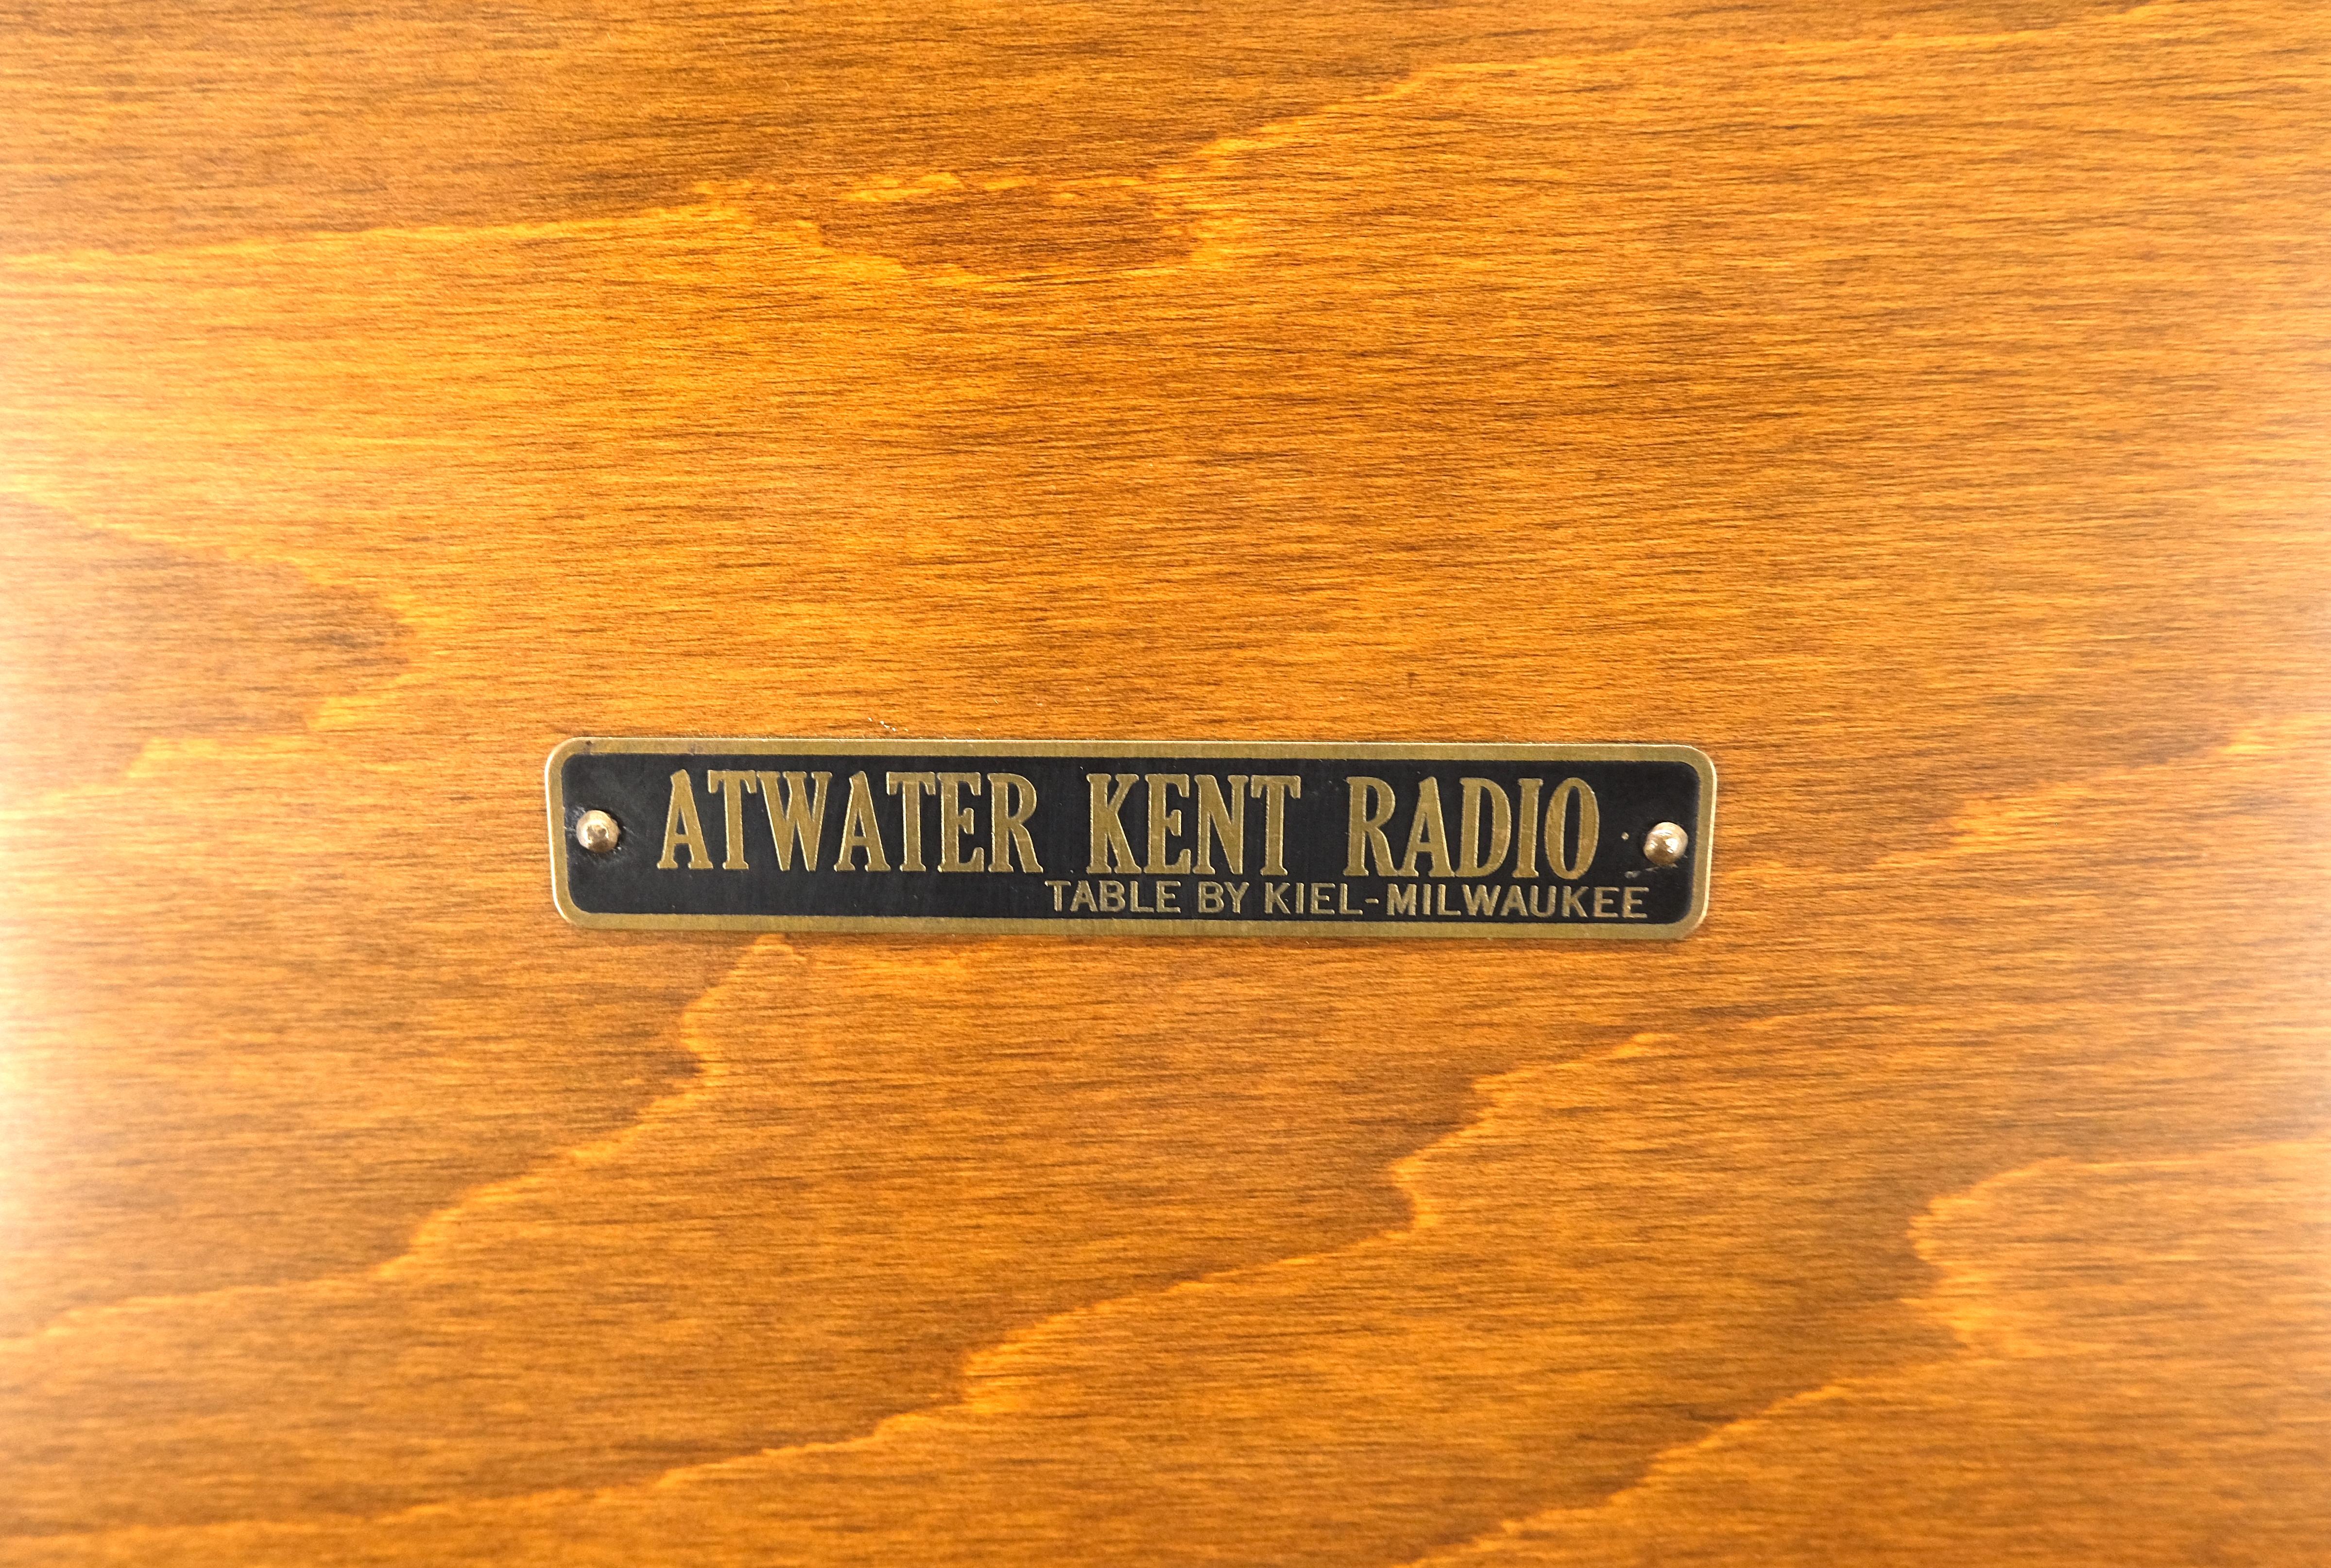 ATWATER KENT RADIO
TABLE BY KIEL-MILWAUKEE